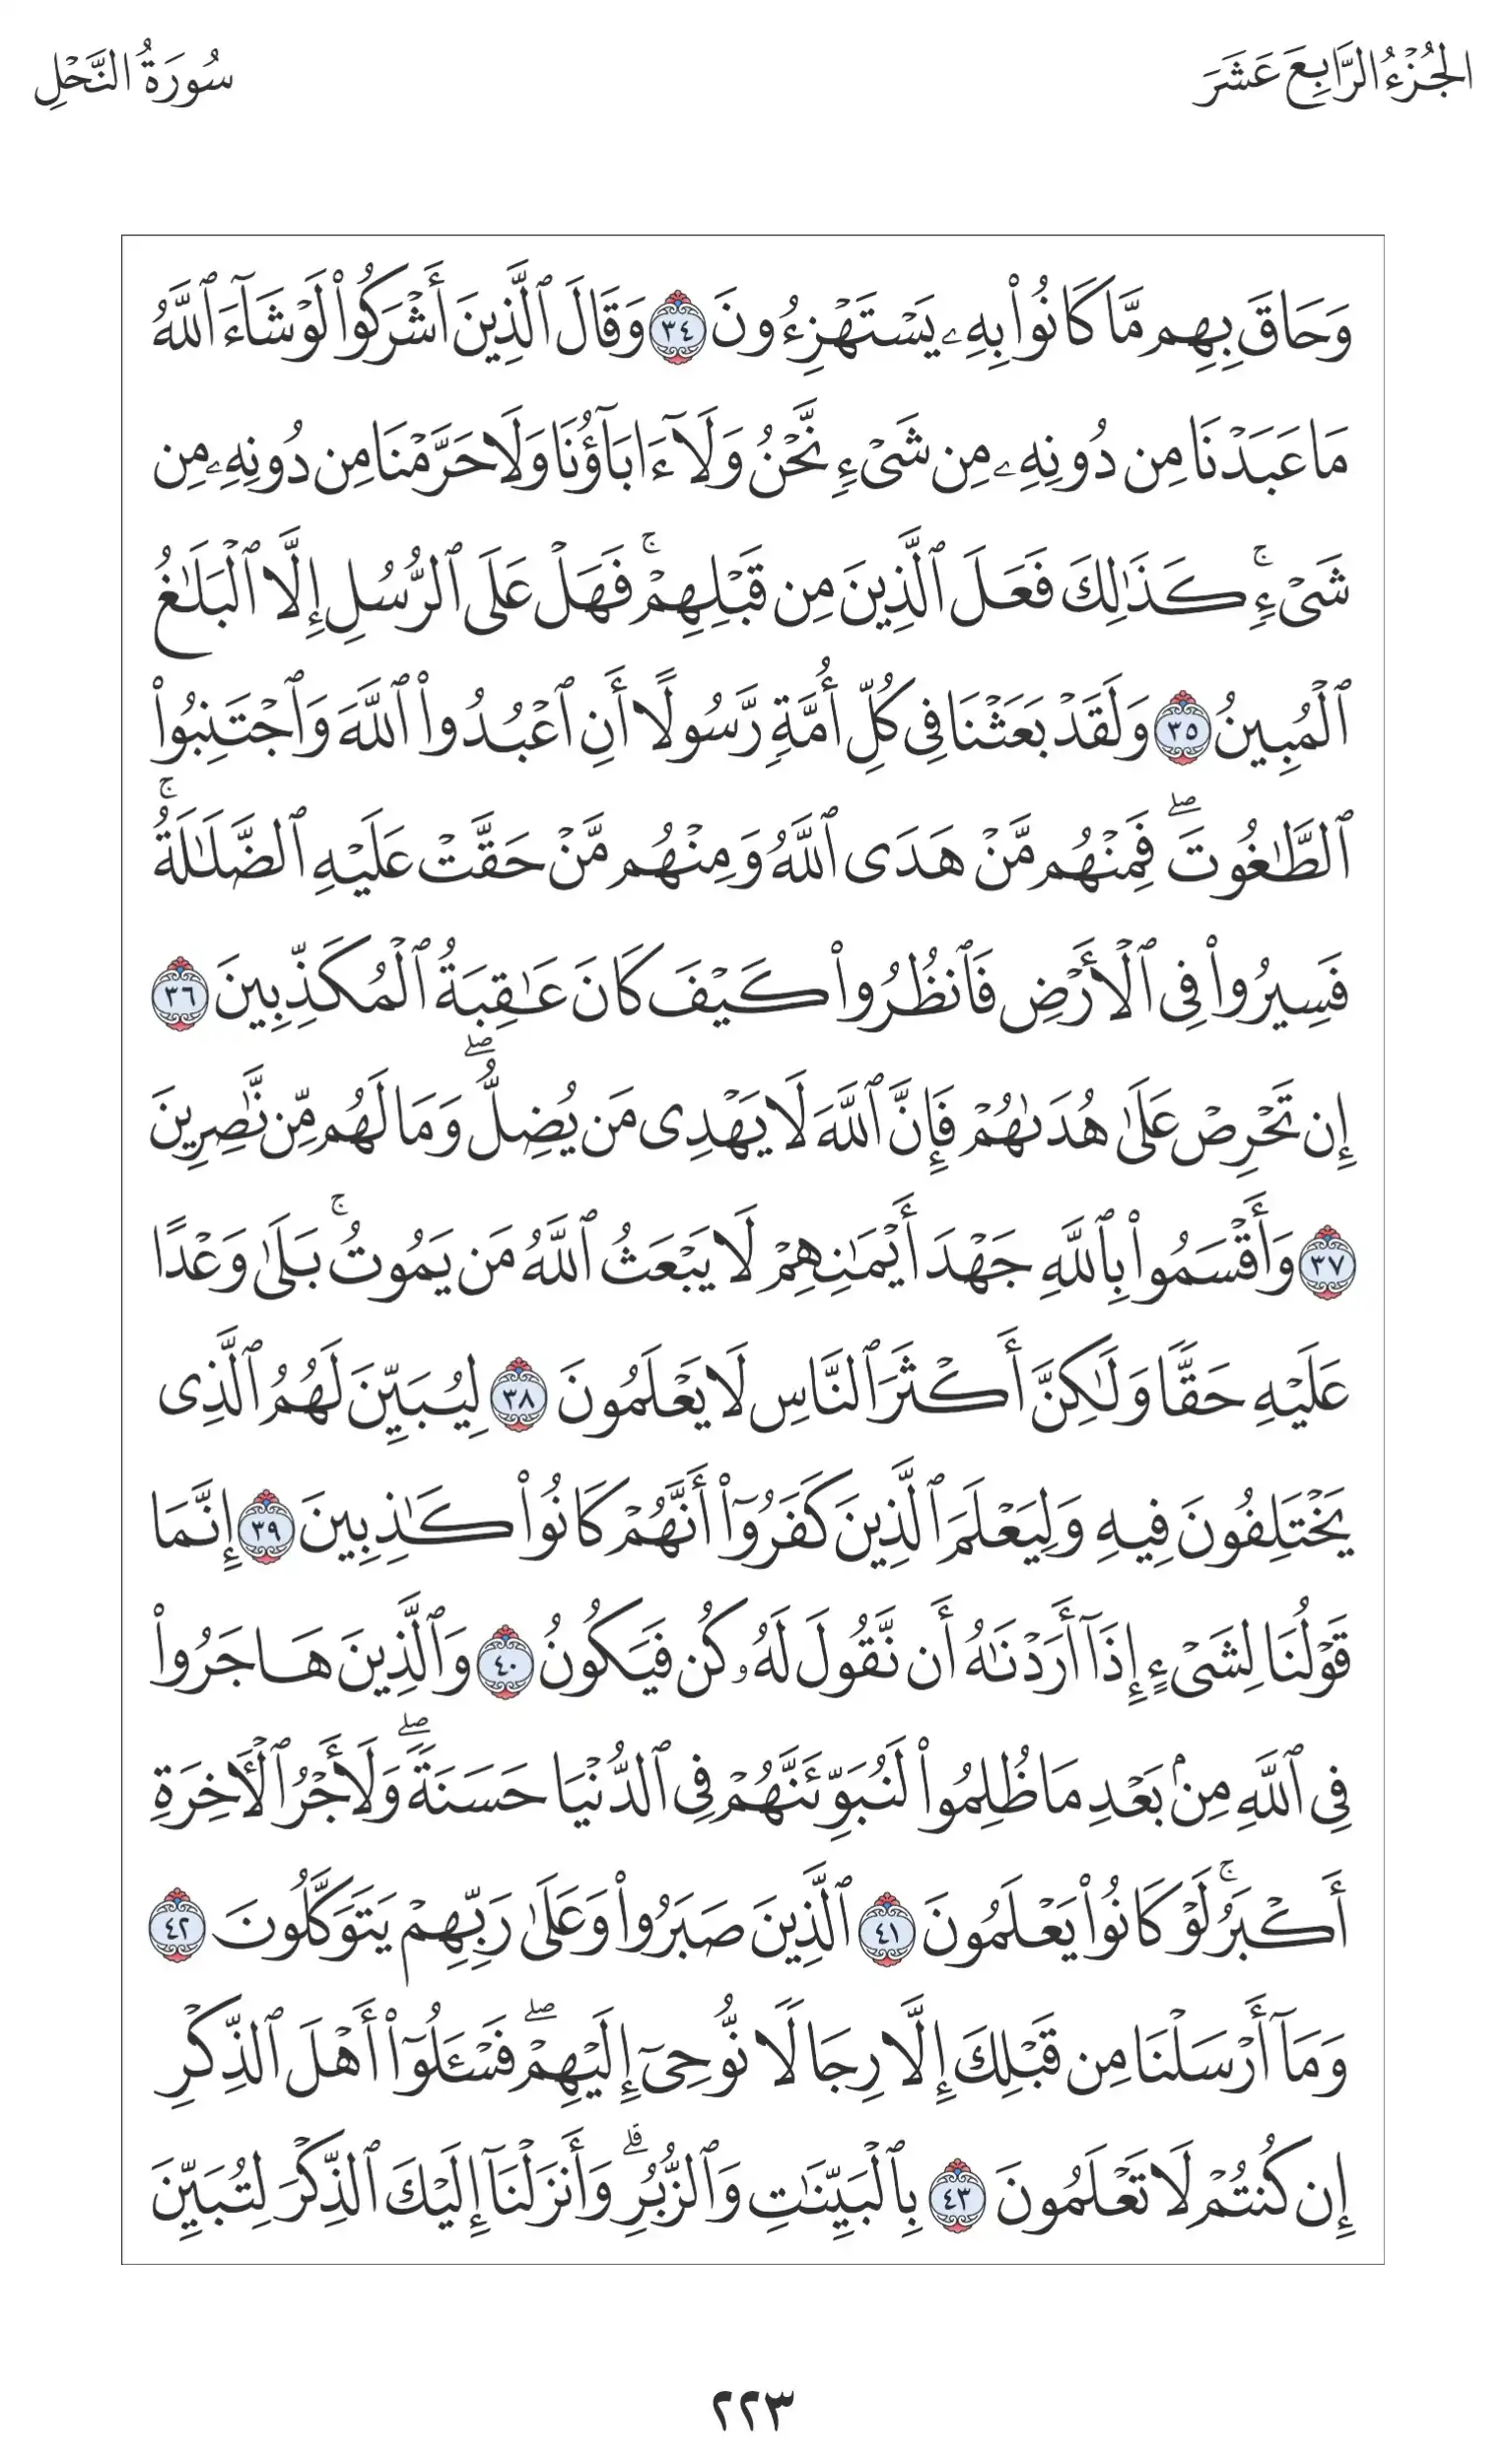 الجُزْءُ الرَّابِعَ عَشَرَ
سُورَةُ النَّحْلِ
وَحَاقَ بِهِم مَّا كَانُوا۟ بِهِۦ يَسْتَهْزِءُونَ ٣٤ وَقَالَ ٱلَّذِينَ أَشْرَكُوا۟ لَوْ شَآءَ ٱللَّهُ
مَا عَبَدْنَا مِن دُونِهِۦ مِن شَىْءٍ نَّحْنُ وَلَآ ءَابَآؤُنَا وَلَا حَرَّمْنَا مِن دُونِهِۦ مِن
شَىْءٍ ۚ كَذَٰلِكَ فَعَلَ ٱلَّذِينَ مِن قَبْلِهِمْ ۚ فَهَلْ عَلَى ٱلرُّسُلِ إِلَّا ٱلْبَلَٰغُ
ٱلْمُبِينُ ٣٥ وَلَقَدْ بَعَثْنَا فِى كُلِّ أُمَّةٍ رَّسُولًا أَنِ ٱعْبُدُوا۟ ٱللَّهَ وَٱجْتَنِبُوا۟
ٱلطَّٰغُوتَ ۖ فَمِنْهُم مَّنْ هَدَى ٱللَّهُ وَمِنْهُم مَّنْ حَقَّتْ عَلَيْهِ ٱلضَّلَٰلَةُ ۚ
فَسِيرُوا۟ فِى ٱلْأَرْضِ فَٱنظُرُوا۟ كَيْفَ كَانَ عَٰقِبَةُ ٱلْمُكَذِّبِينَ ٣٦
إِن تَحْرِصْ عَلَىٰ هُدَىٰهُمْ فَإِنَّ ٱللَّهَ لَا يَهْدِى مَن يُضِلُّ ۖ وَمَا لَهُم مِّن نَّٰصِرِينَ
٣٧ وَأَقْسَمُوا۟ بِٱللَّهِ جَهْدَ أَيْمَٰنِهِمْ لَا يَبْعَثُ ٱللَّهُ مَن يَمُوتُ ۚ بَلَىٰ وَعْدًا
عَلَيْهِ حَقًّا وَلَٰكِنَّ أَكْثَرَ ٱلنَّاسِ لَا يَعْلَمُونَ ٣٨ لِيُبَيِّنَ لَهُمُ ٱلَّذِى
يَخْتَلِفُونَ فِيهِ وَلِيَعْلَمَ ٱلَّذِينَ كَفَرُوٓا۟ أَنَّهُمْ كَانُوا۟ كَٰذِبِينَ ٣٩ إِنَّمَا
قَوْلُنَا لِشَىْءٍ إِذَآ أَرَدْنَٰهُ أَن نَّقُولَ لَهُۥ كُن فَيَكُونُ ٤٠ وَٱلَّذِينَ هَاجَرُوا۟
فِى ٱللَّهِ مِنۢ بَعْدِ مَا ظُلِمُوا۟ لَنُبَوِّئَنَّهُمْ فِى ٱلدُّنْيَا حَسَنَةً ۖ وَلَأَجْرُ ٱلْءَاخِرَةِ
أَكْبَرُ ۚ لَوْ كَانُوا۟ يَعْلَمُونَ ٤١ ٱلَّذِينَ صَبَرُوا۟ وَعَلَىٰ رَبِّهِمْ يَتَوَكَّلُونَ ٤٢
وَمَآ أَرْسَلْنَا مِن قَبْلِكَ إِلَّا رِجَالًا نُّوحِىٓ إِلَيْهِمْ ۖ فَسْـَٔلُوٓا۟ أَهْلَ ٱلذِّكْرِ
إِن كُنتُمْ لَا تَعْلَمُونَ ٤٣ بِٱلْبَيِّنَٰتِ وَٱلزُّبُرِ ۗ وَأَنزَلْنَآ إِلَيْكَ ٱلذِّكْرَ لِتُبَيِّنَ
٢٢٣